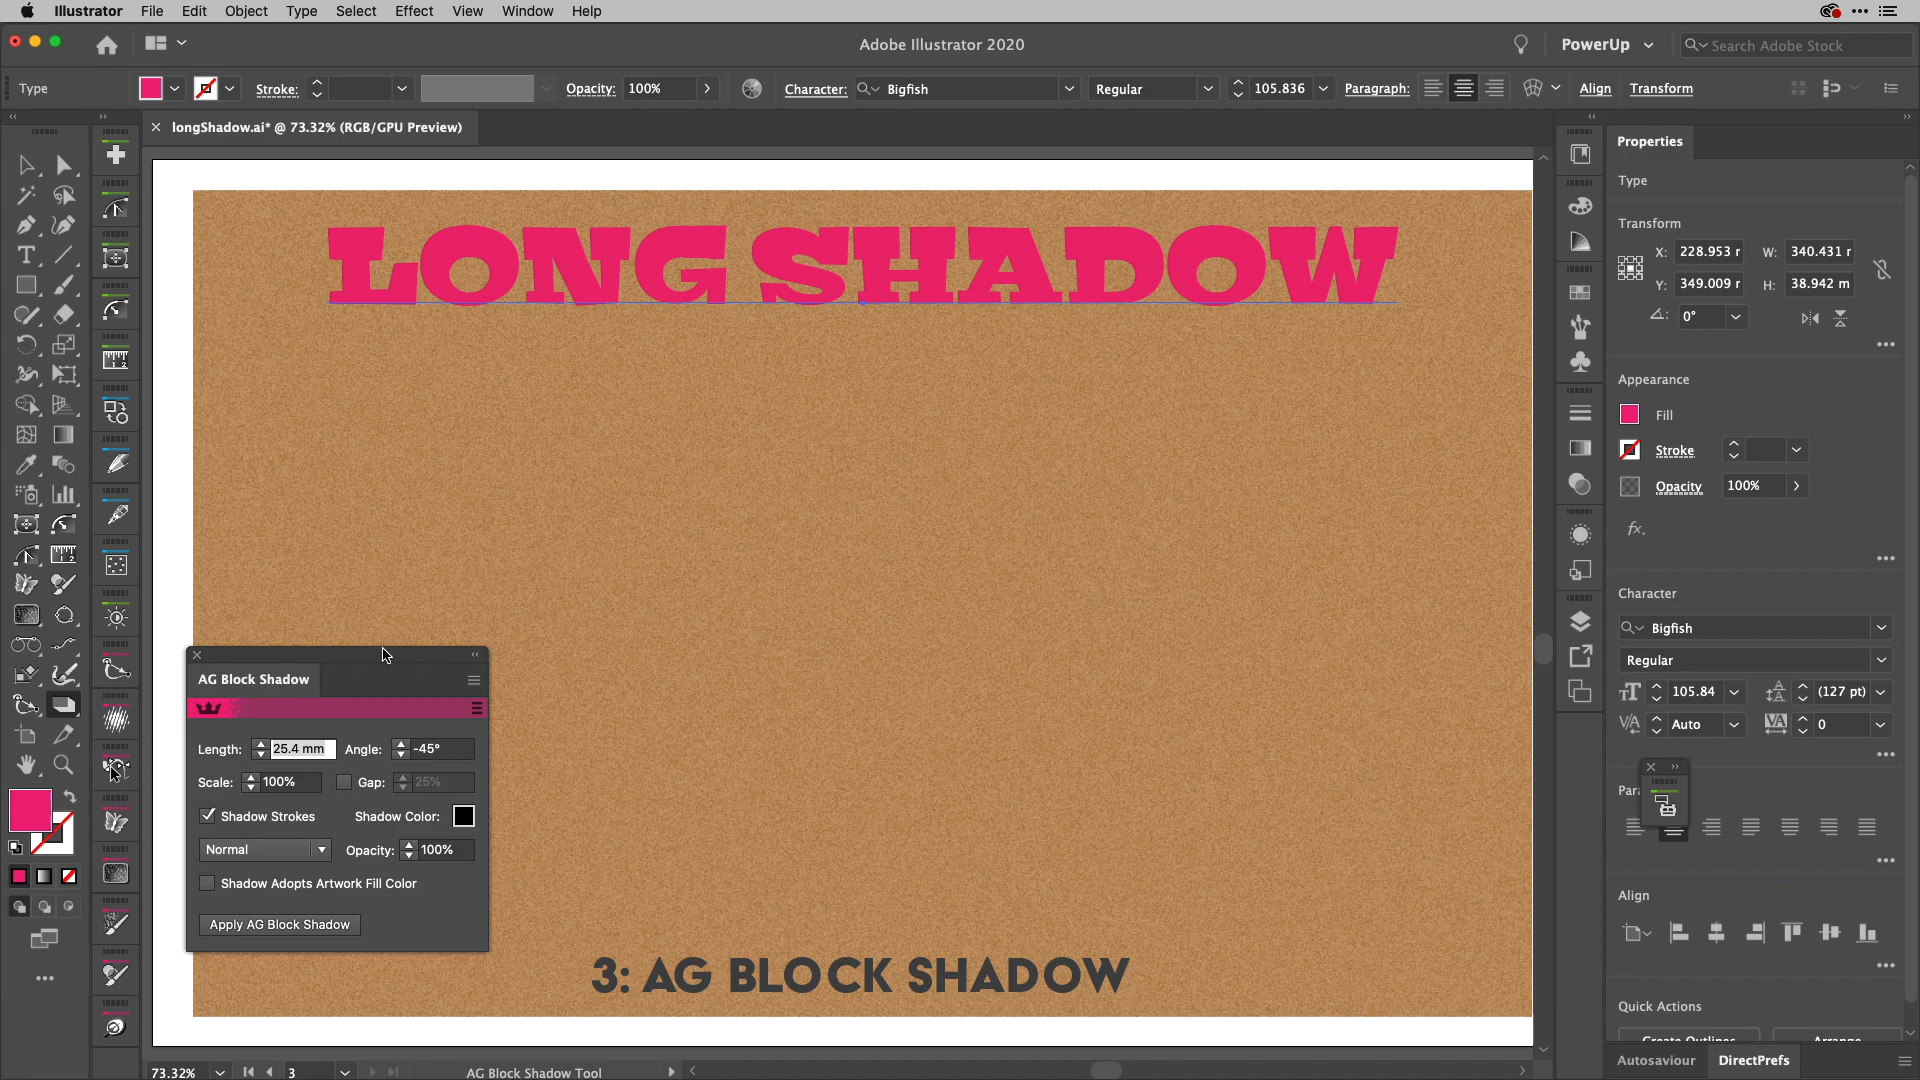 Illustrator File Edit Object Type Select Effect View Window Help
Adobe Illustrator 2020
PowerUp
Search Adobe Stock
Type
Stroke:
Opacity: 100%
Character: Bigfish
Regular
105.836
Paragraph:
Align
Transform
longShadow.ai* @ 73.32% (RGB/GPU Preview)
LONG SHADOW
3: AG BLOCK SHADOW
AG Block Shadow
Length: 25.4 mm Angle: -45°
Scale: 100% Gap: 25%
Shadow Strokes Shadow Color:
Normal Opacity: 100%
Shadow Adopts Artwork Fill Color
Apply AG Block Shadow
73.32%
3
AG Block Shadow Tool
Properties
Type
Transform
X: 228.953 r W: 340.431 r
Y: 349.009 r H: 38.942 m
0°
Appearance
Fill
Stroke
Opacity 100%
fx.
Character
Bigfish
Regular
105.84 (127 pt)
Auto 0
Par
Align
Quick Actions
Create Outlines Arrange
Autosaviour DirectPrefs